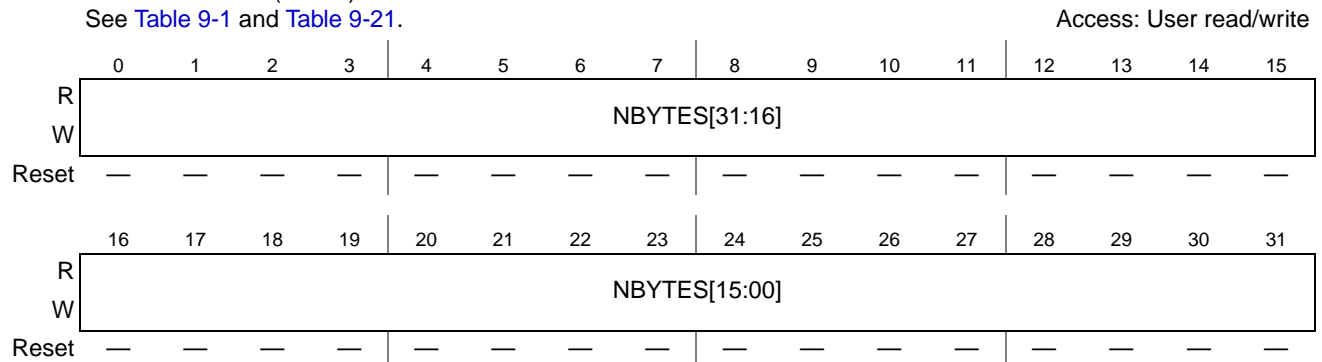 See Table 9-1 and Table 9-21. Access: User read/write
0 1 2 3 4 5 6 7 8 9 10 11 12 13 14 15
R
NBYTES[31:16]
W
Reset — — — — — — — — — — — — — — — —
16 17 18 19 20 21 22 23 24 25 26 27 28 29 30 31
R
NBYTES[15:00]
W
Reset — — — — — — — — — — — — — — — —